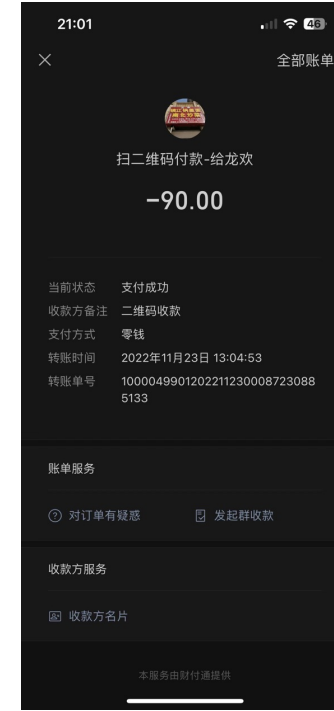 21:01
46
全部账单
扫二维码付款-给龙欢
-90.00
当前状态 支付成功
收款方备注 二维码收款
支付方式 零钱
转账时间 2022年11月23日 13:04:53
转账单号 1000049901202211230008723088
5133
账单服务
对订单有疑惑 发起群收款
收款方服务
收款方名片
本服务由财付通提供